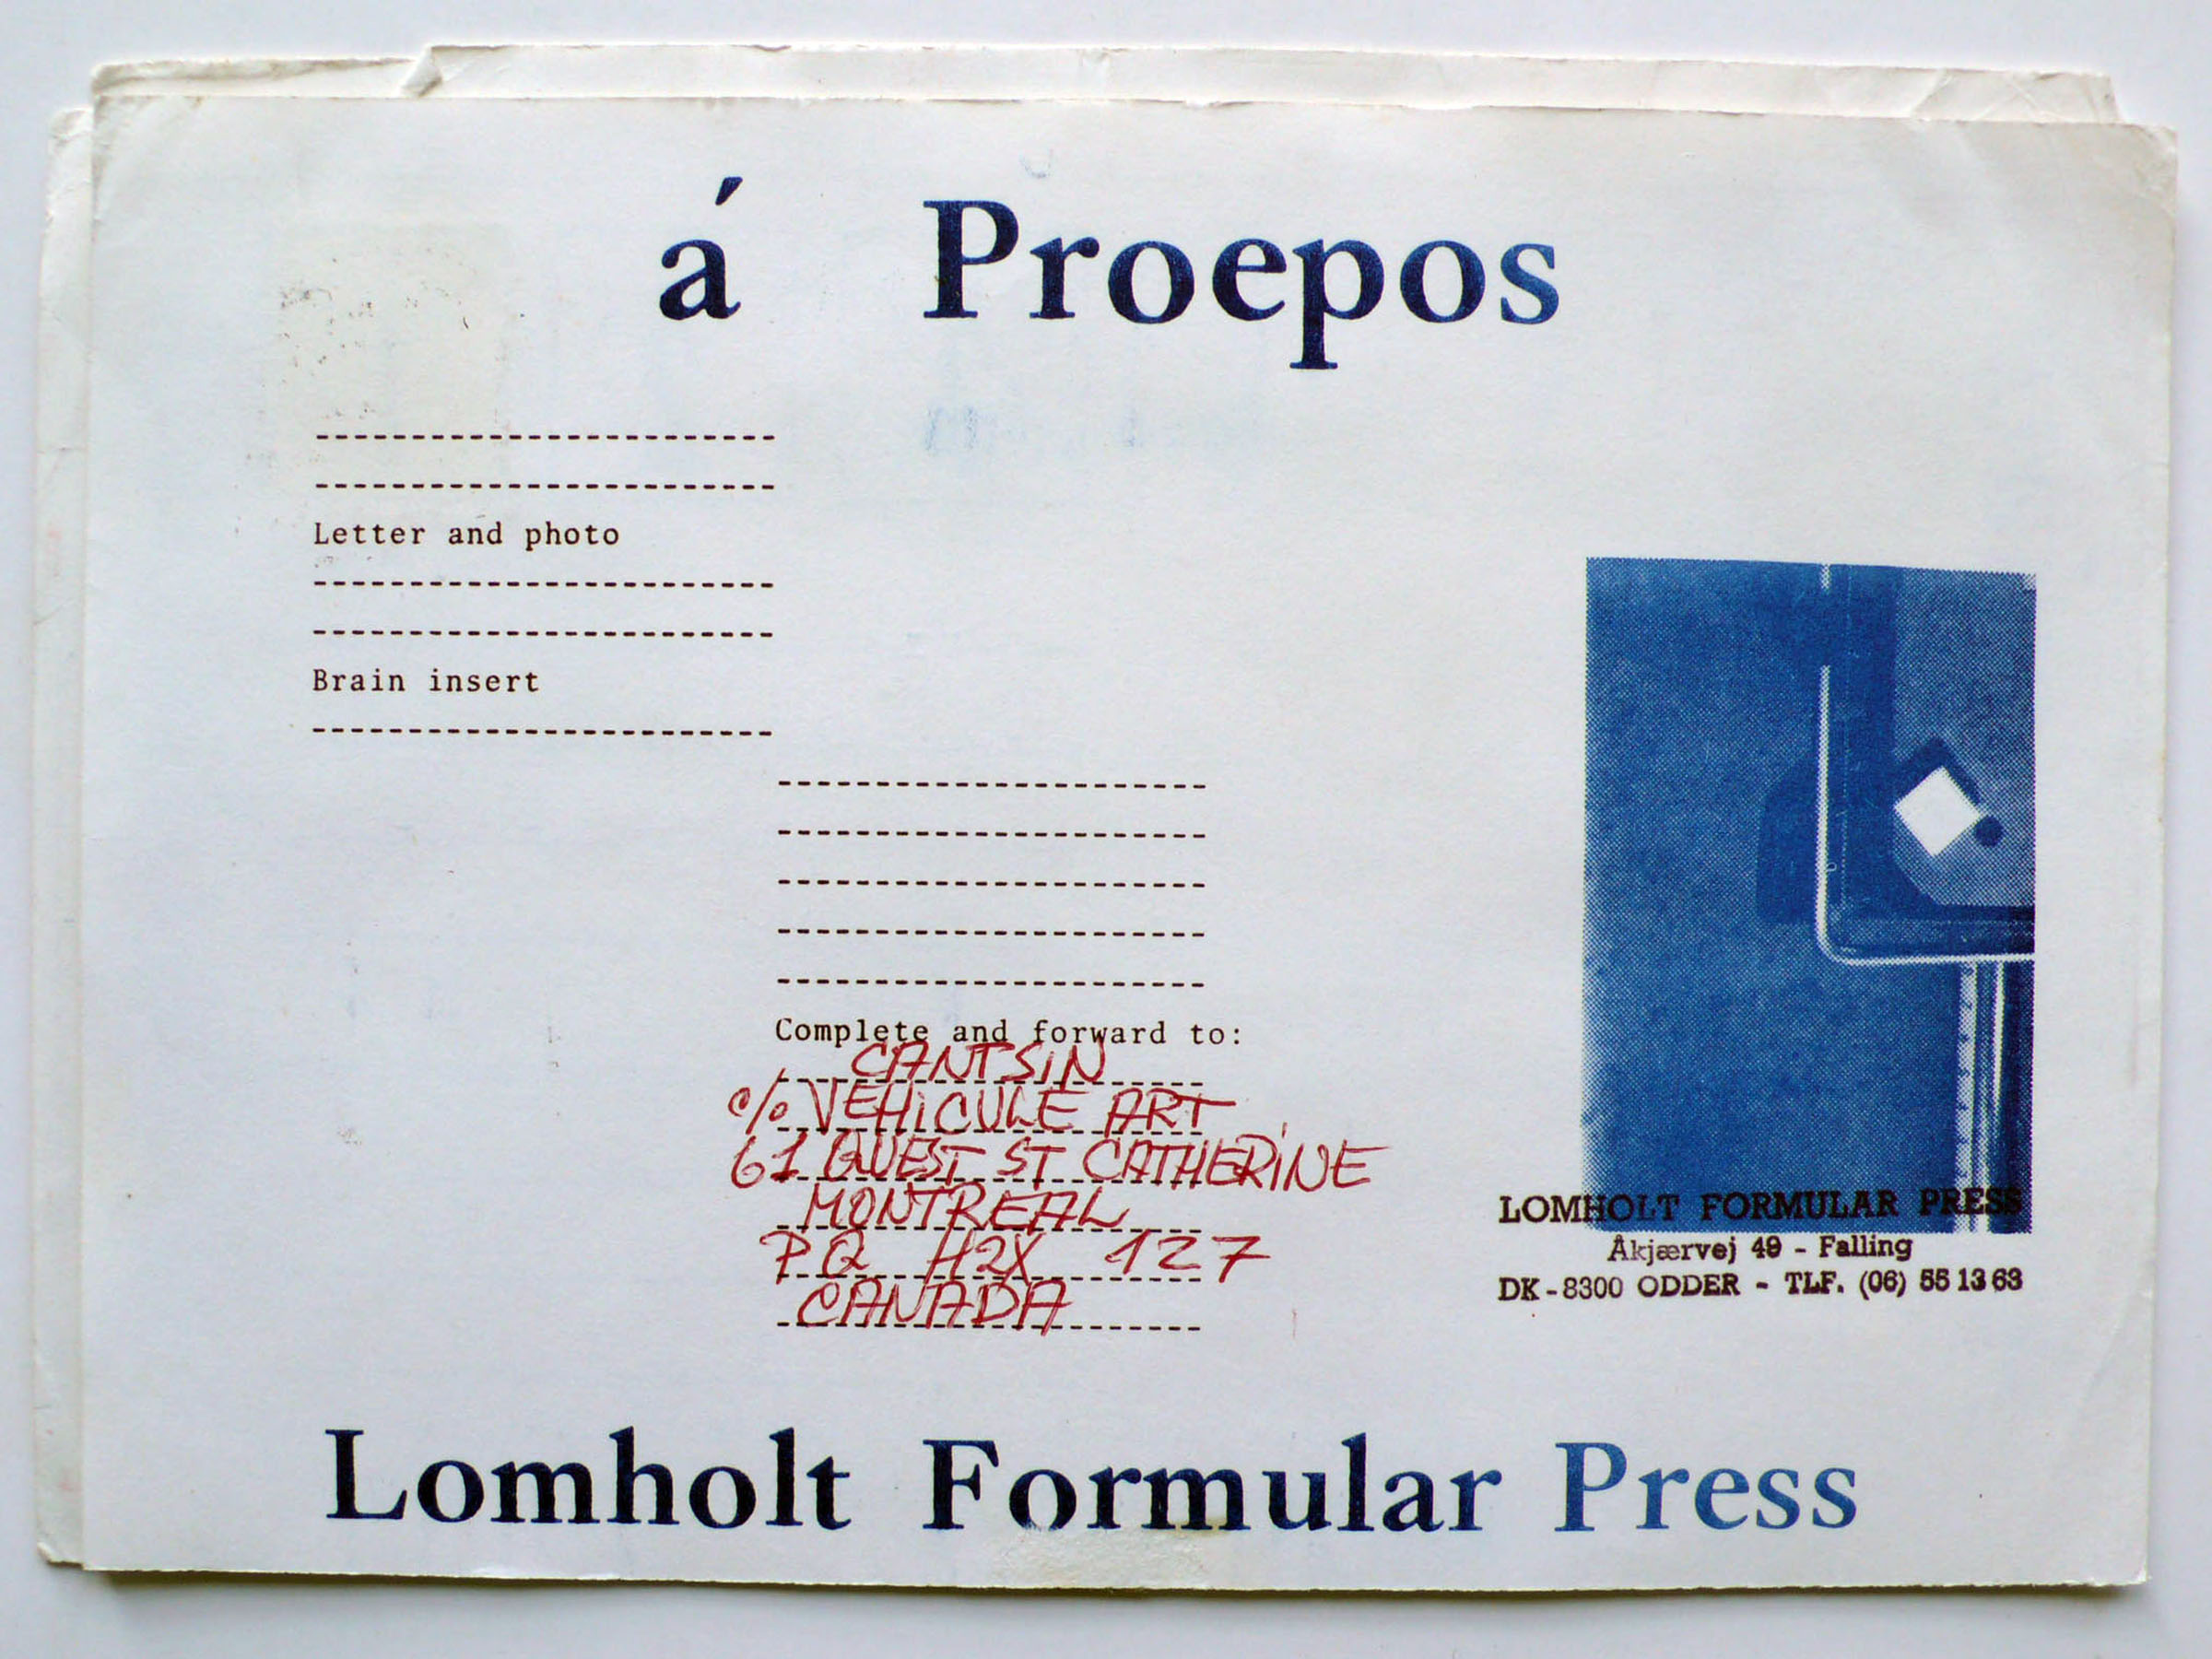 á Proepos
Letter and photo
Brain insert
Complete and forward to:
CANTSIN
c/o VÉHICULE ART
61 OUEST ST CATHERINE
MONTREAL
PQ H2X 1Z7
CANADA
LOMHOLT FORMULAR PRESS
Åkjærvej 49 - Falling
DK-8300 ODDER - TLF. (06) 55 13 63
Lomholt Formular Press